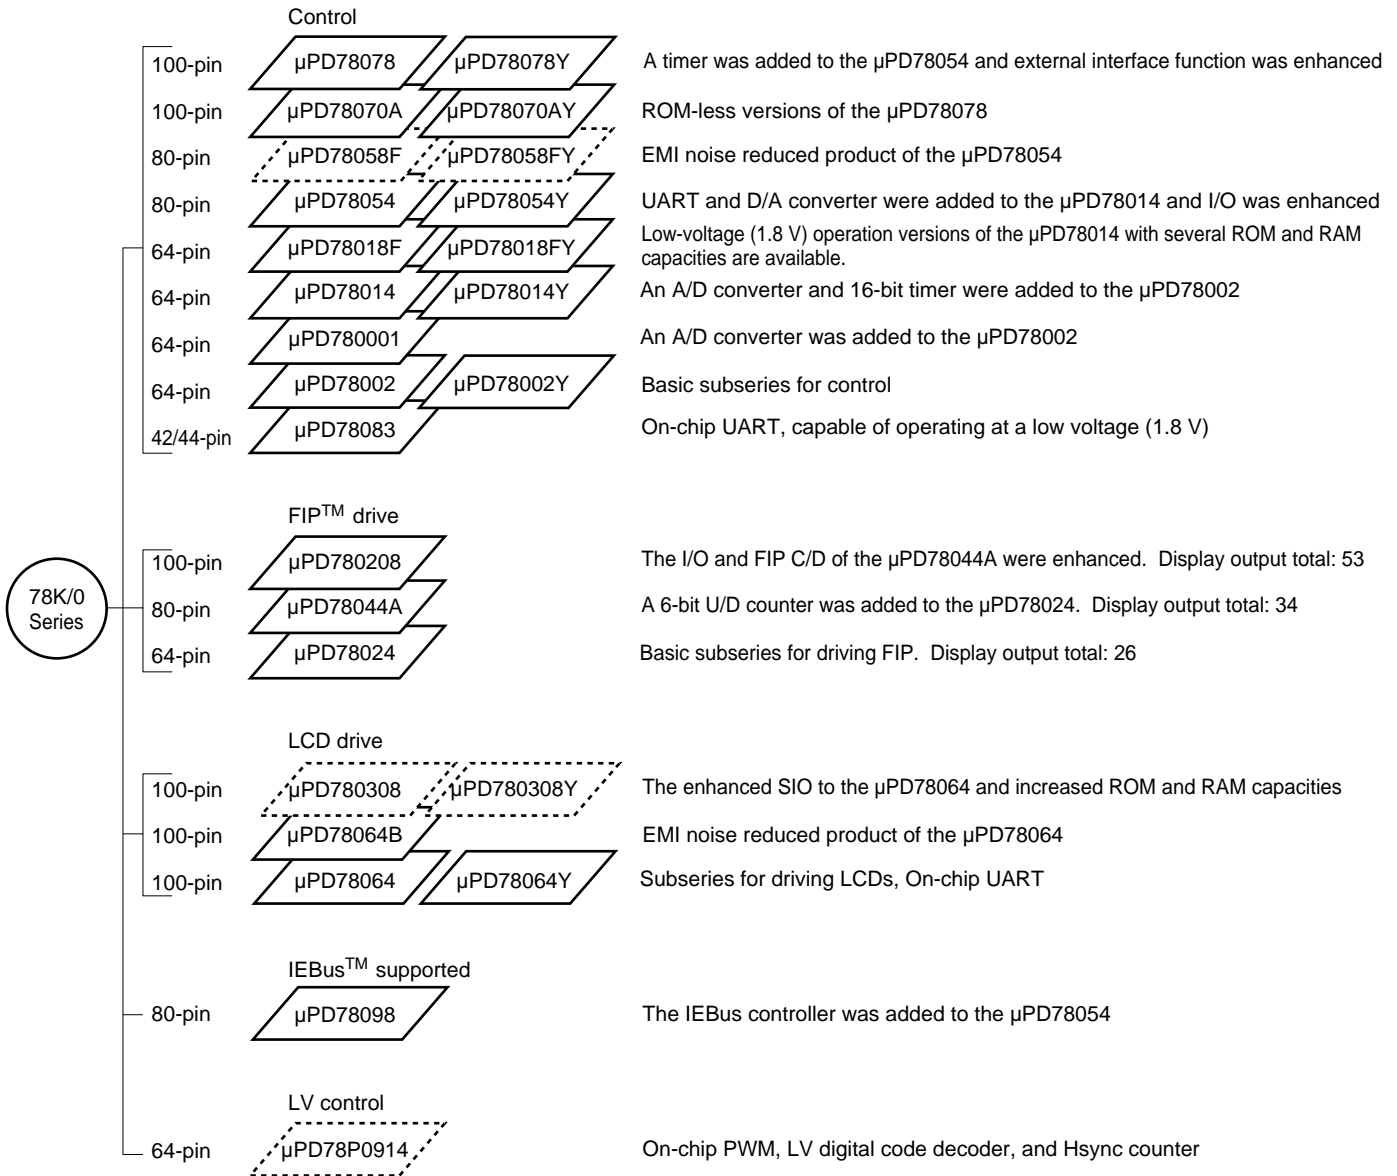 Control
100-pin µPD78078 µPD78078Y A timer was added to the µPD78054 and external interface function was enhanced
100-pin µPD78070A µPD78070AY ROM-less versions of the µPD78078
80-pin µPD78058F µPD78058FY EMI noise reduced product of the µPD78054
80-pin µPD78054 µPD78054Y UART and D/A converter were added to the µPD78014 and I/O was enhanced
64-pin µPD78018F µPD78018FY Low-voltage (1.8 V) operation versions of the µPD78014 with several ROM and RAM
capacities are available.
64-pin µPD78014 µPD78014Y An A/D converter and 16-bit timer were added to the µPD78002
64-pin µPD780001 An A/D converter was added to the µPD78002
64-pin µPD78002 µPD78002Y Basic subseries for control
42/44-pin µPD78083 On-chip UART, capable of operating at a low voltage (1.8 V)
FIP™ drive
100-pin µPD780208 The I/O and FIP C/D of the µPD78044A were enhanced. Display output total: 53
78K/0
Series
80-pin µPD78044A A 6-bit U/D counter was added to the µPD78024. Display output total: 34
64-pin µPD78024 Basic subseries for driving FIP. Display output total: 26
LCD drive
100-pin µPD780308 µPD780308Y The enhanced SIO to the µPD78064 and increased ROM and RAM capacities
100-pin µPD78064B EMI noise reduced product of the µPD78064
100-pin µPD78064 µPD78064Y Subseries for driving LCDs, On-chip UART
IEBus™ supported
80-pin µPD78098 The IEBus controller was added to the µPD78054
LV control
64-pin µPD78P0914 On-chip PWM, LV digital code decoder, and Hsync counter